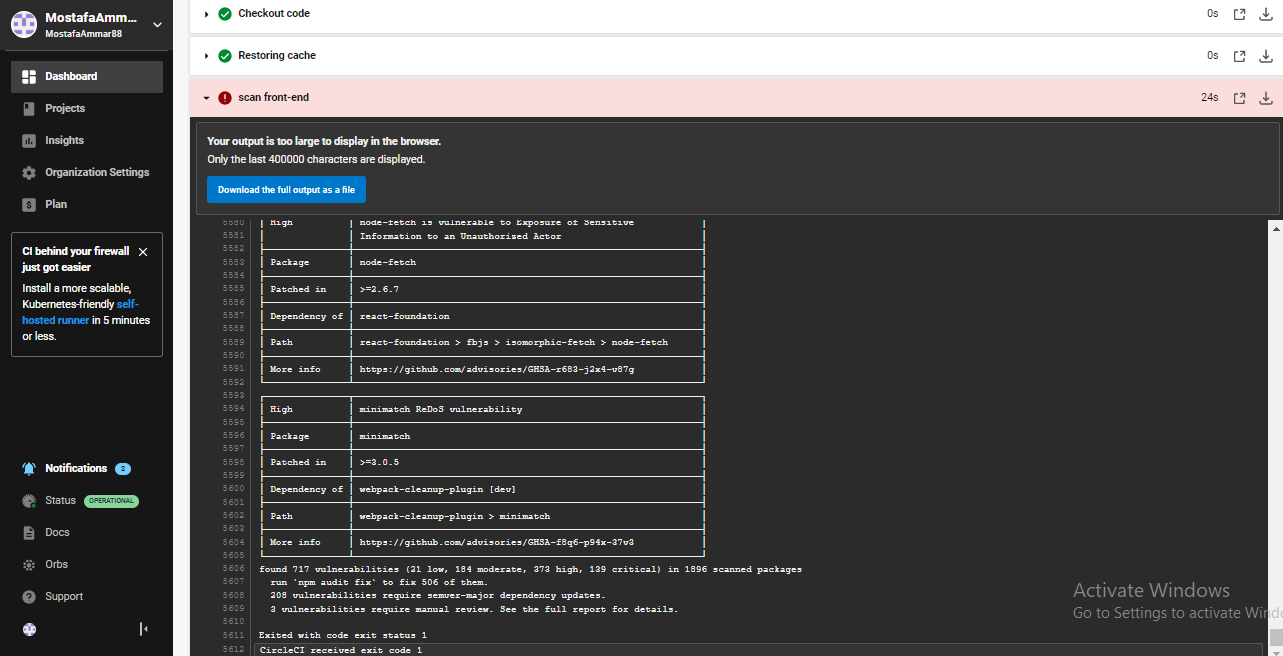 MostafaAmm...
MostafaAmmar88
Dashboard
Projects
Insights
Organization Settings
Plan
CI behind your firewall
just got easier
Install a more scalable,
Kubernetes-friendly self-
hosted runner in 5 minutes
or less.
Notifications 2
Status OPERATIONAL
Docs
Orbs
Support
Checkout code 0s
Restoring cache 0s
scan front-end 24s
Your output is too large to display in the browser.
Only the last 400000 characters are displayed.
Download the full output as a file
5580 High node-fetch is vulnerable to Exposure of Sensitive
5581 Information to an Unauthorized Actor
5582
5583 Package node-fetch
5584
5585 Patched in >=2.6.7
5586
5587 Dependency of react-foundation
5588
5589 Path react-foundation > fbjs > isomorphic-fetch > node-fetch
5590
5591 More info https://github.com/advisories/GHSA-r683-j2x4-v87g
5592
5593
5594 High minimatch ReDoS vulnerability
5595
5596 Package minimatch
5597
5598 Patched in >=3.0.5
5599
5600 Dependency of webpack-cleanup-plugin [dev]
5601
5602 Path webpack-cleanup-plugin > minimatch
5603
5604 More info https://github.com/advisories/GHSA-f8q6-p94x-37v3
5605
5606 found 717 vulnerabilities (21 low, 184 moderate, 373 high, 139 critical) in 1896 scanned packages
5607 run `npm audit fix` to fix 506 of them.
5608 208 vulnerabilities require semver-major dependency updates.
5609 3 vulnerabilities require manual review. See the full report for details.
5610
5611 Exited with code exit status 1
5612 CircleCI received exit code 1
Activate Windows
Go to Settings to activate Windo